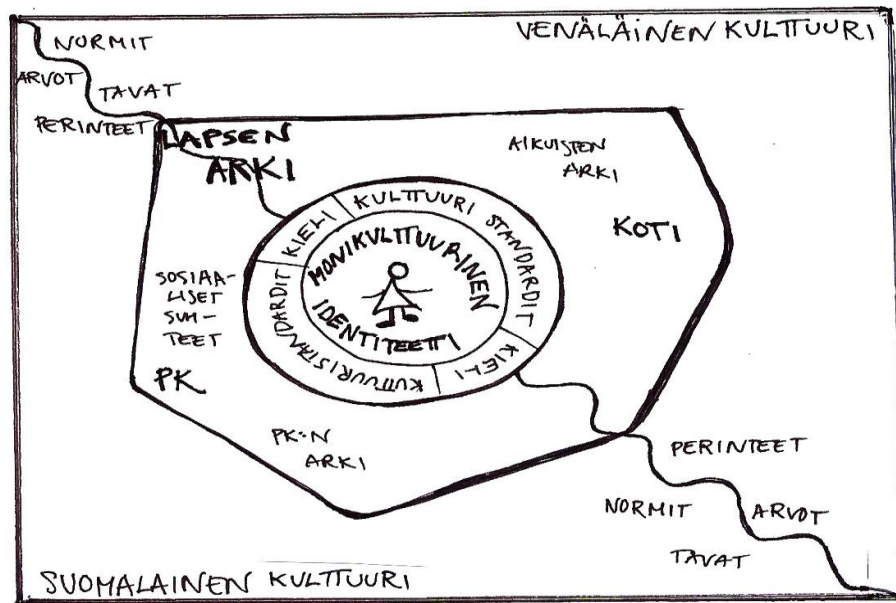 VENÄLÄINEN KULTTUURI
NORMIT
ARVOT
TAVAT
PERINTEET
LAPSEN
ARKI
AIKUISTEN
ARKI
KOTI
KIELI
KULTTUURI STANDARDIT
KIELI
KUTTUURISTANDARDIT
MONIKULTTUURINEN
IDENTITEETTI
SOSIAA-
LISET
SUH-
TEET
PK
PK:N
ARKI
PERINTEET
NORMIT
ARVOT
TAVAT
SUOMALAINEN KULTTUURI